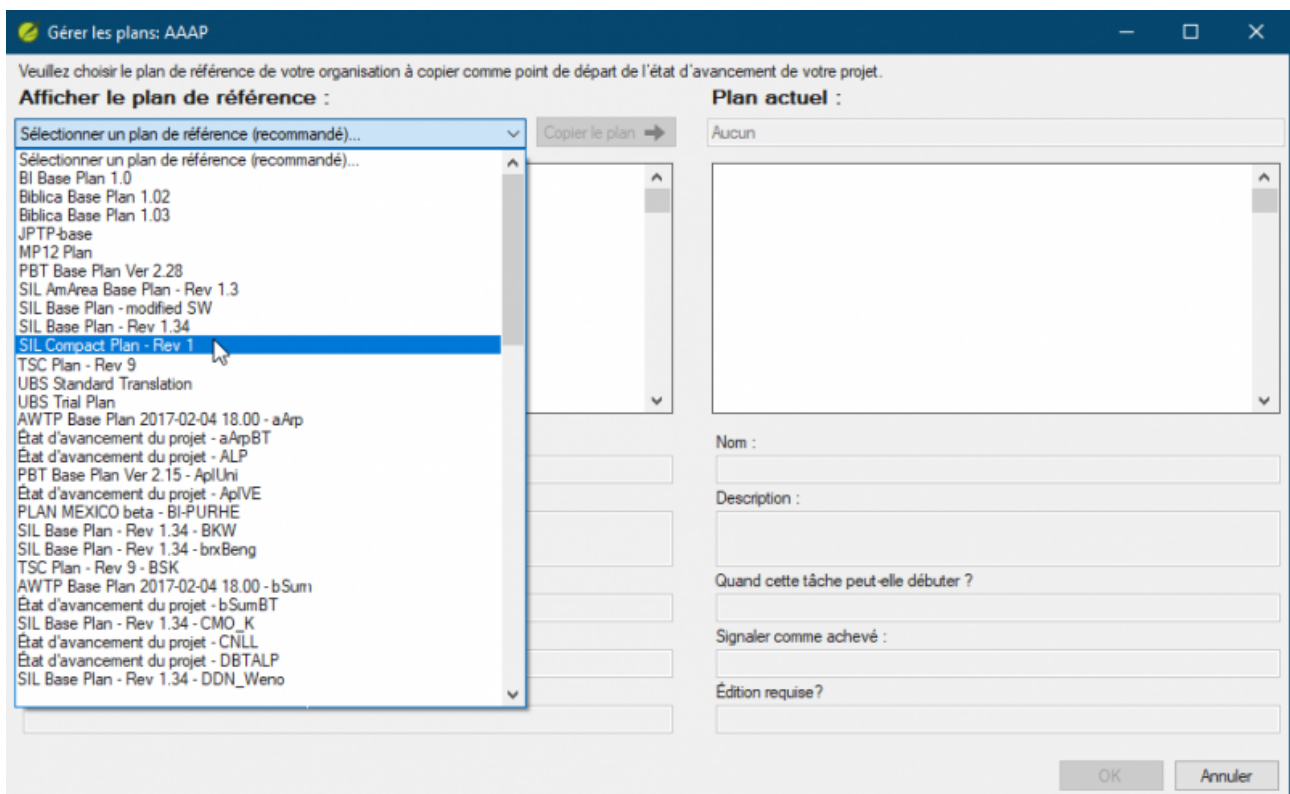 Gérer les plans: AAAP
Veuillez choisir le plan de référence de votre organisation à copier comme point de départ de l'état d'avancement de votre projet.
Afficher le plan de référence :
Plan actuel :
Sélectionner un plan de référence (recommandé)...
Copier le plan
Aucun
Sélectionner un plan de référence (recommandé)...
BI Base Plan 1.0
Biblica Base Plan 1.02
Biblica Base Plan 1.03
JPTP-base
MP12 Plan
PBT Base Plan Ver 2.28
SIL AmArea Base Plan - Rev 1.3
SIL Base Plan - modified SW
SIL Base Plan - Rev 1.34
SIL Compact Plan - Rev 1
TSC Plan - Rev 9
UBS Standard Translation
UBS Trial Plan
AWTP Base Plan 2017-02-04 18.00 - aArp
État d'avancement du projet - aArpBT
État d'avancement du projet - ALP
PBT Base Plan Ver 2.15 - AplUni
État d'avancement du projet - AplVE
PLAN MEXICO beta - BI-PURHE
SIL Base Plan - Rev 1.34 - BKW
SIL Base Plan - Rev 1.34 - brxBeng
TSC Plan - Rev 9 - BSK
AWTP Base Plan 2017-02-04 18.00 - bSum
État d'avancement du projet - bSumBT
SIL Base Plan - Rev 1.34 - CMO_K
État d'avancement du projet - CNLL
État d'avancement du projet - DBTALP
SIL Base Plan - Rev 1.34 - DDN_Weno
Nom :
Description :
Quand cette tâche peut-elle débuter ?
Signaler comme achevé :
Édition requise?
OK
Annuler